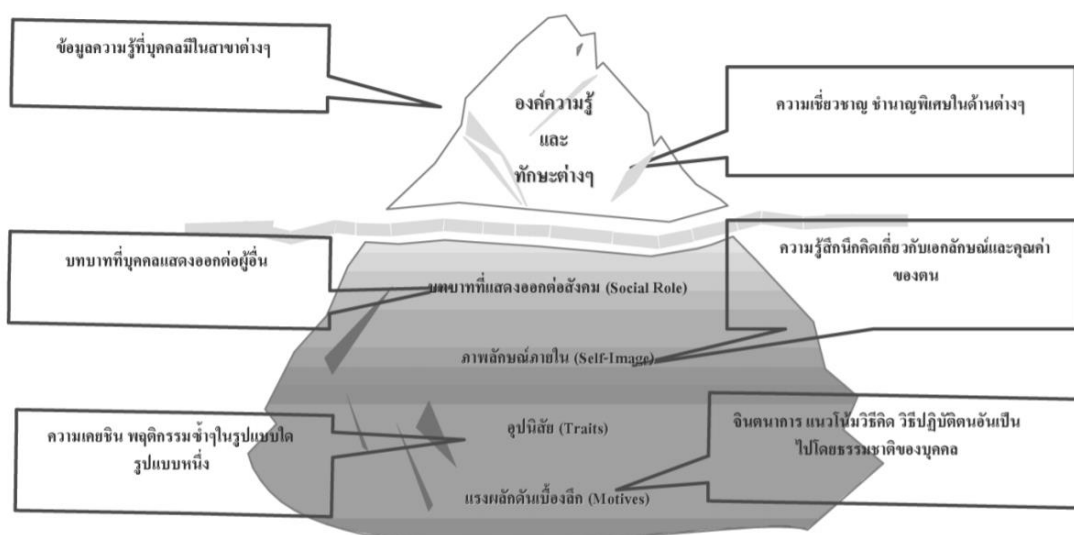 ข้อมูลความรู้ที่บุคคลมีในสาขาต่างๆ
องค์ความรู้
และ
ทักษะต่างๆ
ความเชี่ยวชาญ ชำนาญพิเศษในด้านต่างๆ
บทบาทที่บุคคลแสดงออกต่อผู้อื่น
บทบาทที่แสดงออกต่อสังคม (Social Role)
ความรู้สึกนึกคิดเกี่ยวกับเอกลักษณ์และคุณค่า
ของตน
ภาพลักษณ์ภายใน (Self-Image)
ความเคยชิน พฤติกรรมซ้ำๆในรูปแบบใด
รูปแบบหนึ่ง
อุปนิสัย (Traits)
จินตนาการ แนวโน้มวิธีคิด วิธีปฏิบัติตนอันเป็น
ไปโดยธรรมชาติของบุคคล
แรงผลักดันเบื้องลึก (Motives)